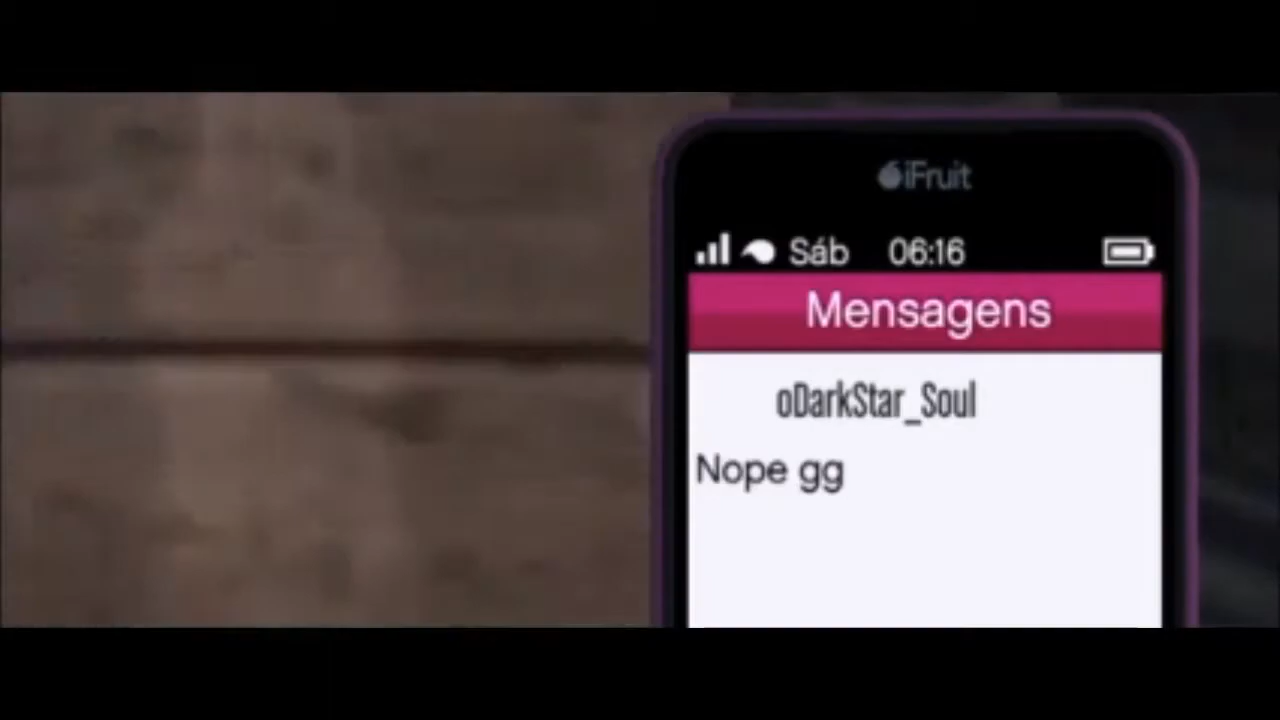 iFruit
Sáb 06:16
Mensagens
oDarkStar_Soul
Nope gg